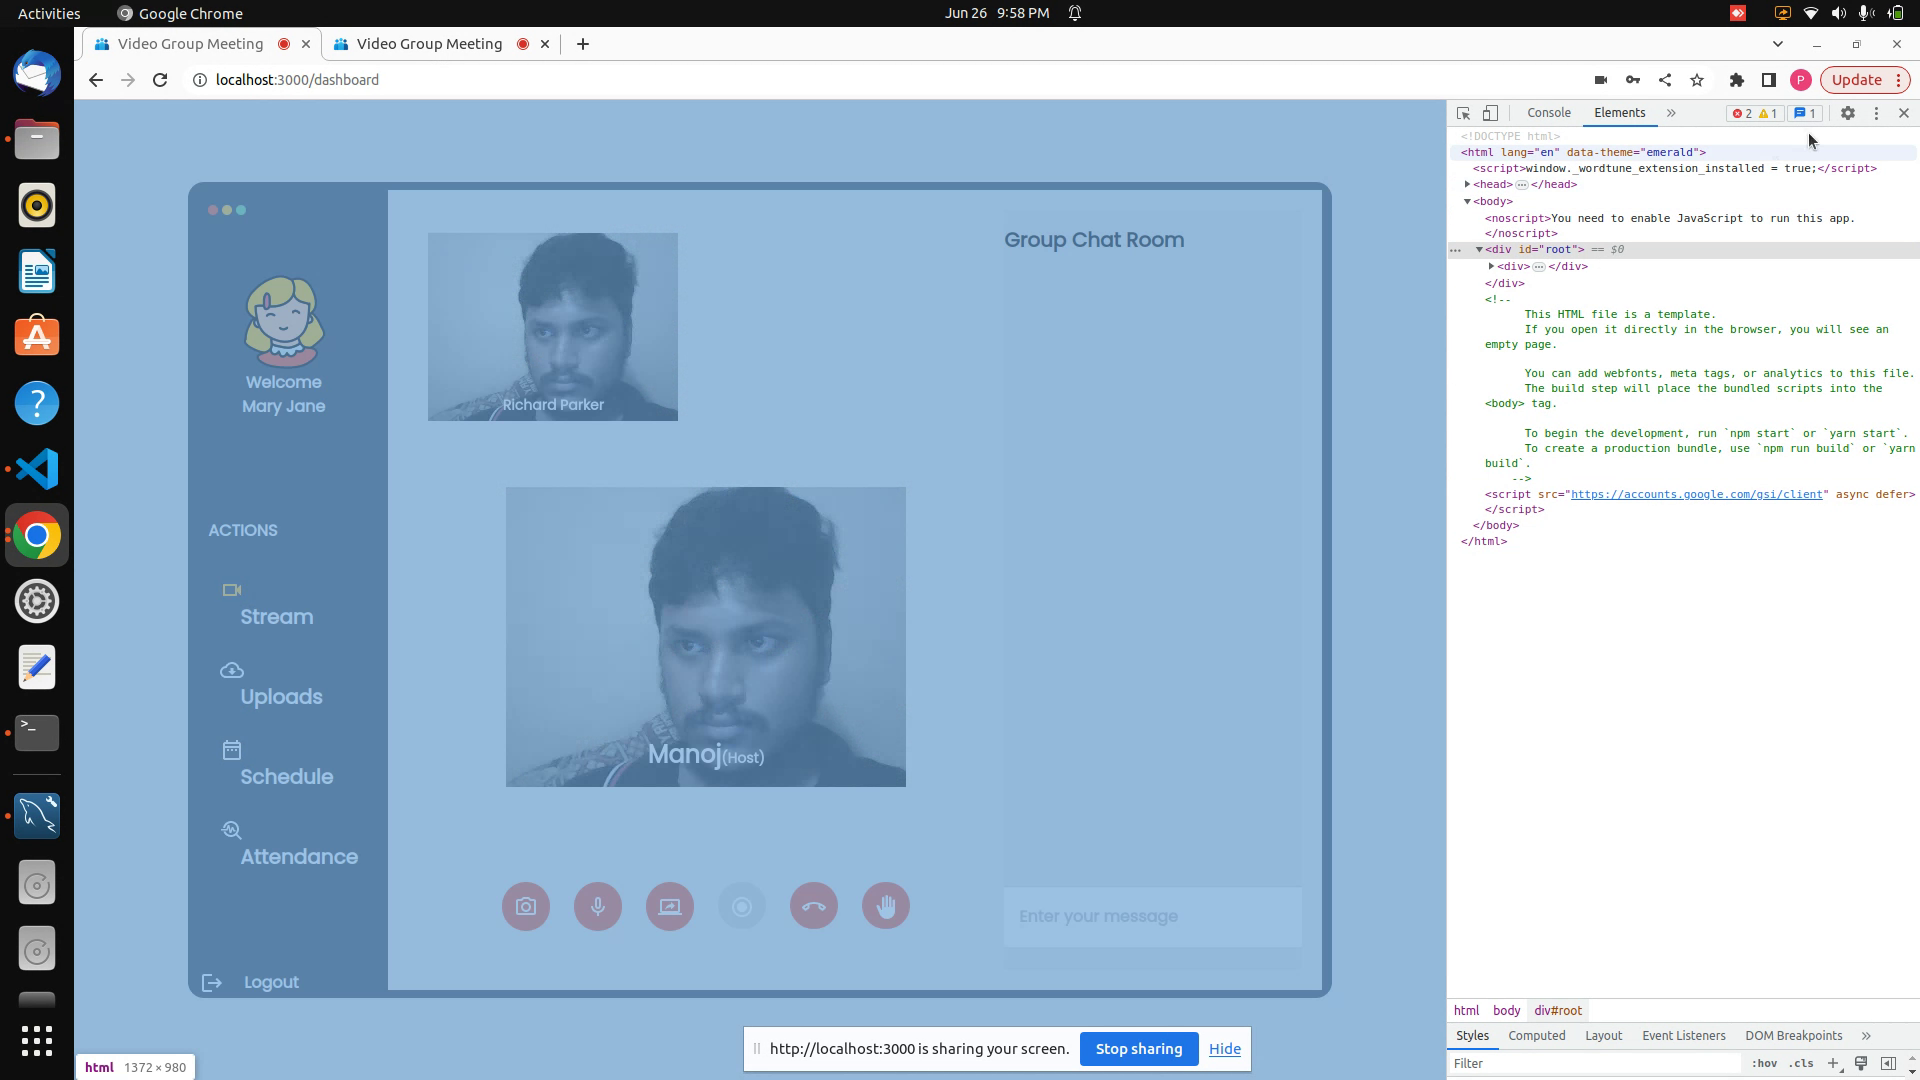 Activities
Google Chrome
Jun 26 9:58 PM
Video Group Meeting
Video Group Meeting
localhost:3000/dashboard
P
Update
Welcome
Mary Jane
ACTIONS
Stream
Uploads
Schedule
Attendance
Logout
Richard Parker
Manoj(Host)
Group Chat Room
Enter your message
http://localhost:3000 is sharing your screen.
Stop sharing
Hide
html 1372 × 980
Console
Elements
2
1
1
<!DOCTYPE html>
<html lang="en" data-theme="emerald">
<script>window._wordtune_extension_installed = true;</script>
<head>…</head>
<body>
<noscript>You need to enable JavaScript to run this app.
</noscript>
<div id="root"> == $0
<div>…</div>
</div>
<!--
This HTML file is a template.
If you open it directly in the browser, you will see an
empty page.
You can add webfonts, meta tags, or analytics to this file.
The build step will place the bundled scripts into the
<body> tag.
To begin the development, run `npm start` or `yarn start`.
To create a production bundle, use `npm run build` or `yarn
build`.
-->
<script src="https://accounts.google.com/gsi/client" async defer>
</script>
</body>
</html>
html
body
div#root
Styles
Computed
Layout
Event Listeners
DOM Breakpoints
Filter
:hov
.cls